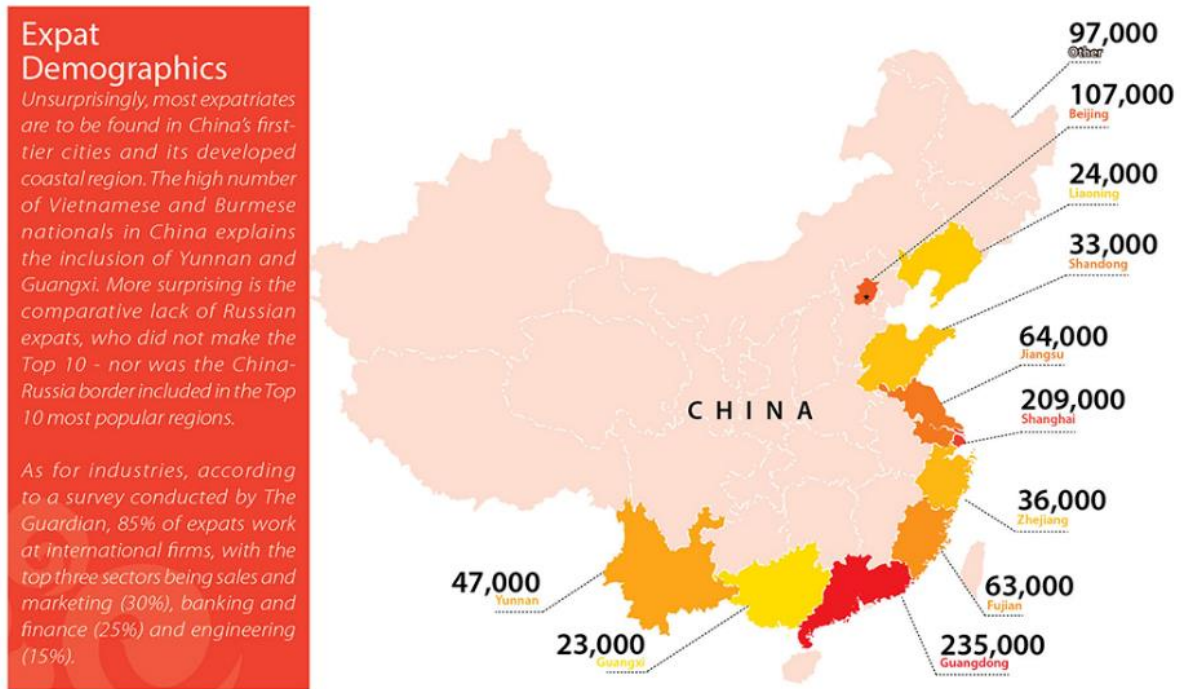 Expat
Demographics
Unsurprisingly, most expatriates
are to be found in China's first-
tier cities and its developed
coastal region. The high number
of Vietnamese and Burmese
nationals in China explains
the inclusion of Yunnan and
Guangxi. More surprising is the
comparative lack of Russian
expats, who did not make the
Top 10 - nor was the China-
Russia border included in the Top
10 most popular regions.
As for industries, according
to a survey conducted by The
Guardian, 85% of expats work
at international firms, with the
top three sectors being sales and
marketing (30%), banking and
finance (25%) and engineering
(15%).
97,000
Other
107,000
Beijing
24,000
Liaoning
33,000
Shandong
64,000
Jiangsu
CHINA
209,000
Shanghai
36,000
Zhejiang
47,000
Yunnan
63,000
Fujian
23,000
Guangxi
235,000
Guangdong